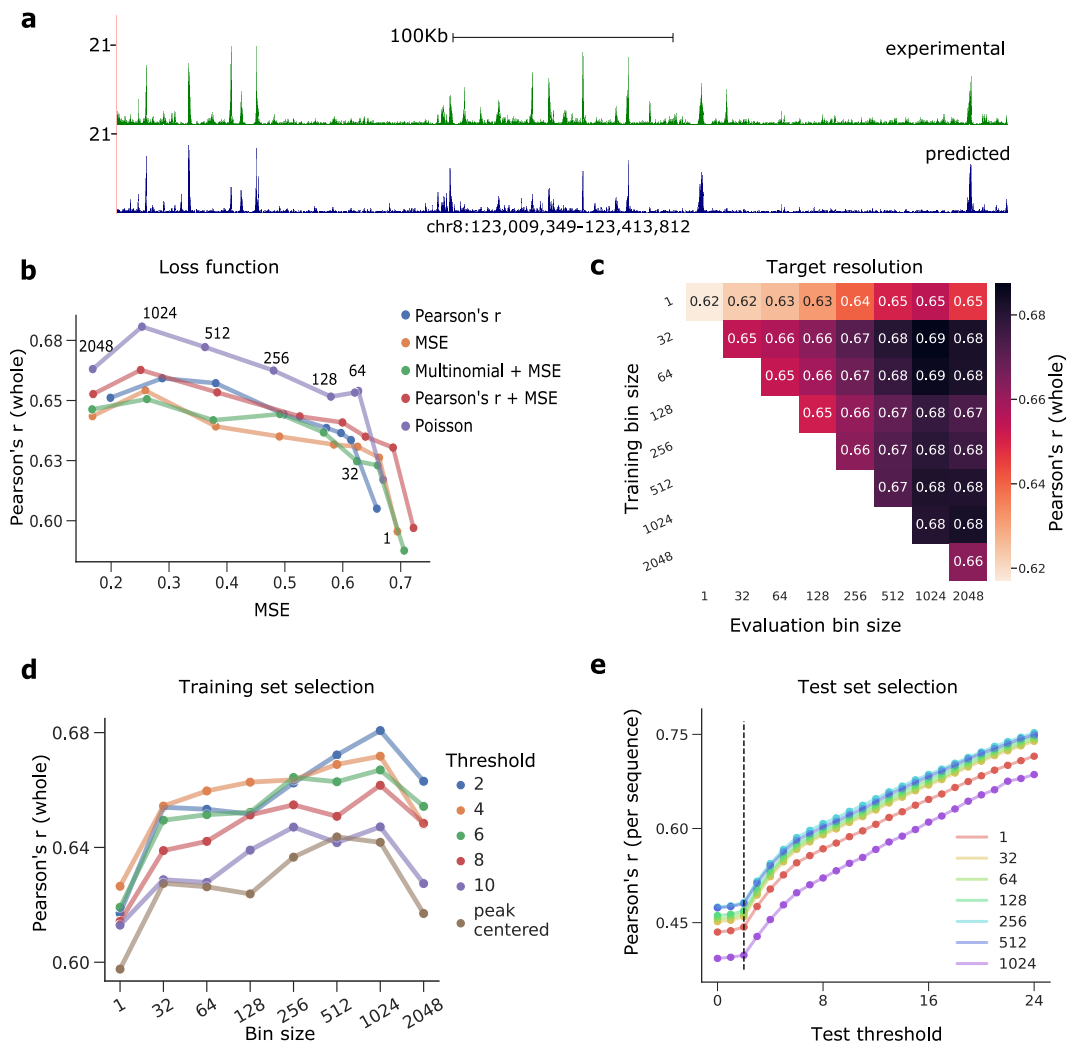 a
100Kb
21
experimental
21
predicted
chr8:123,009,349-123,413,812
b
Loss function
0.68
0.65
0.63
0.60
Pearson's r (whole)
2048
1024
512
256
128
64
32
1
Pearson's r
MSE
Multinomial + MSE
Pearson's r + MSE
Poisson
0.2 0.3 0.4 0.5 0.6 0.7
MSE
c
Target resolution
1 0.62 0.62 0.63 0.63 0.64 0.65 0.65 0.65
32 0.65 0.66 0.66 0.67 0.68 0.69 0.68
64 0.65 0.66 0.67 0.68 0.69 0.68
128 0.65 0.66 0.67 0.68 0.67
256 0.66 0.67 0.68 0.68
512 0.67 0.68 0.68
1024 0.68 0.68
2048 0.66
Training bin size
1 32 64 128 256 512 1024 2048
Evaluation bin size
0.68
0.66
0.64
0.62
Pearson's r (whole)
d
Training set selection
0.68
0.64
0.60
Pearson's r (whole)
1 32 64 128 256 512 1024 2048
Bin size
Threshold
2
4
6
8
10
peak
centered
e
Test set selection
0.75
0.60
0.45
Pearson's r (per sequence)
1
32
64
128
256
512
1024
0 8 16 24
Test threshold